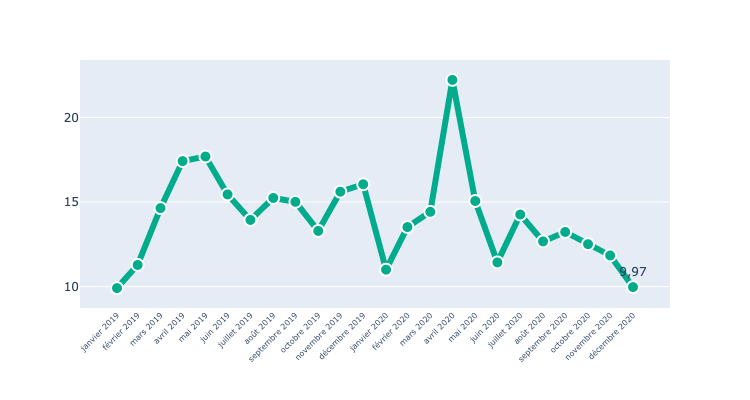 20
15
10
9.97
janvier 2019
février 2019
mars 2019
avril 2019
mai 2019
juin 2019
juillet 2019
août 2019
septembre 2019
octobre 2019
novembre 2019
décembre 2019
janvier 2020
février 2020
mars 2020
avril 2020
mai 2020
juin 2020
juillet 2020
août 2020
septembre 2020
octobre 2020
novembre 2020
décembre 2020